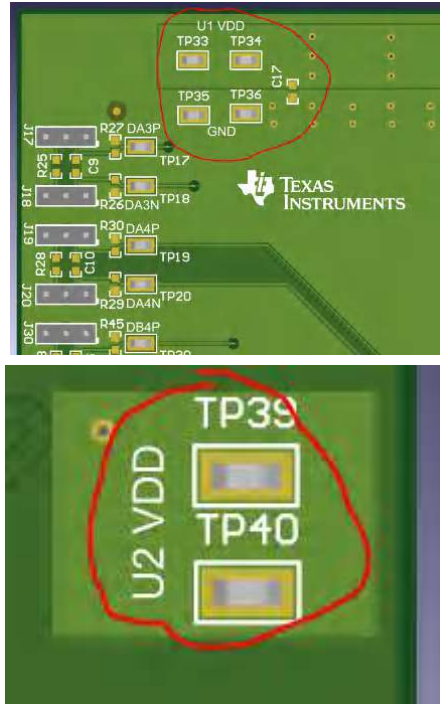 U1 VDD
TP33 TP34
C17
TP35 TP36
GND
J17
R27 DA3P
R25 C9
TP17
J18
R26 DA3N
TP18
TEXAS
INSTRUMENTS
J19
R30 DA4P
R28 C10
TP19
J20
R29 DA4N
TP20
J30
R45 DB4P
TP39
U2 VDD
TP40